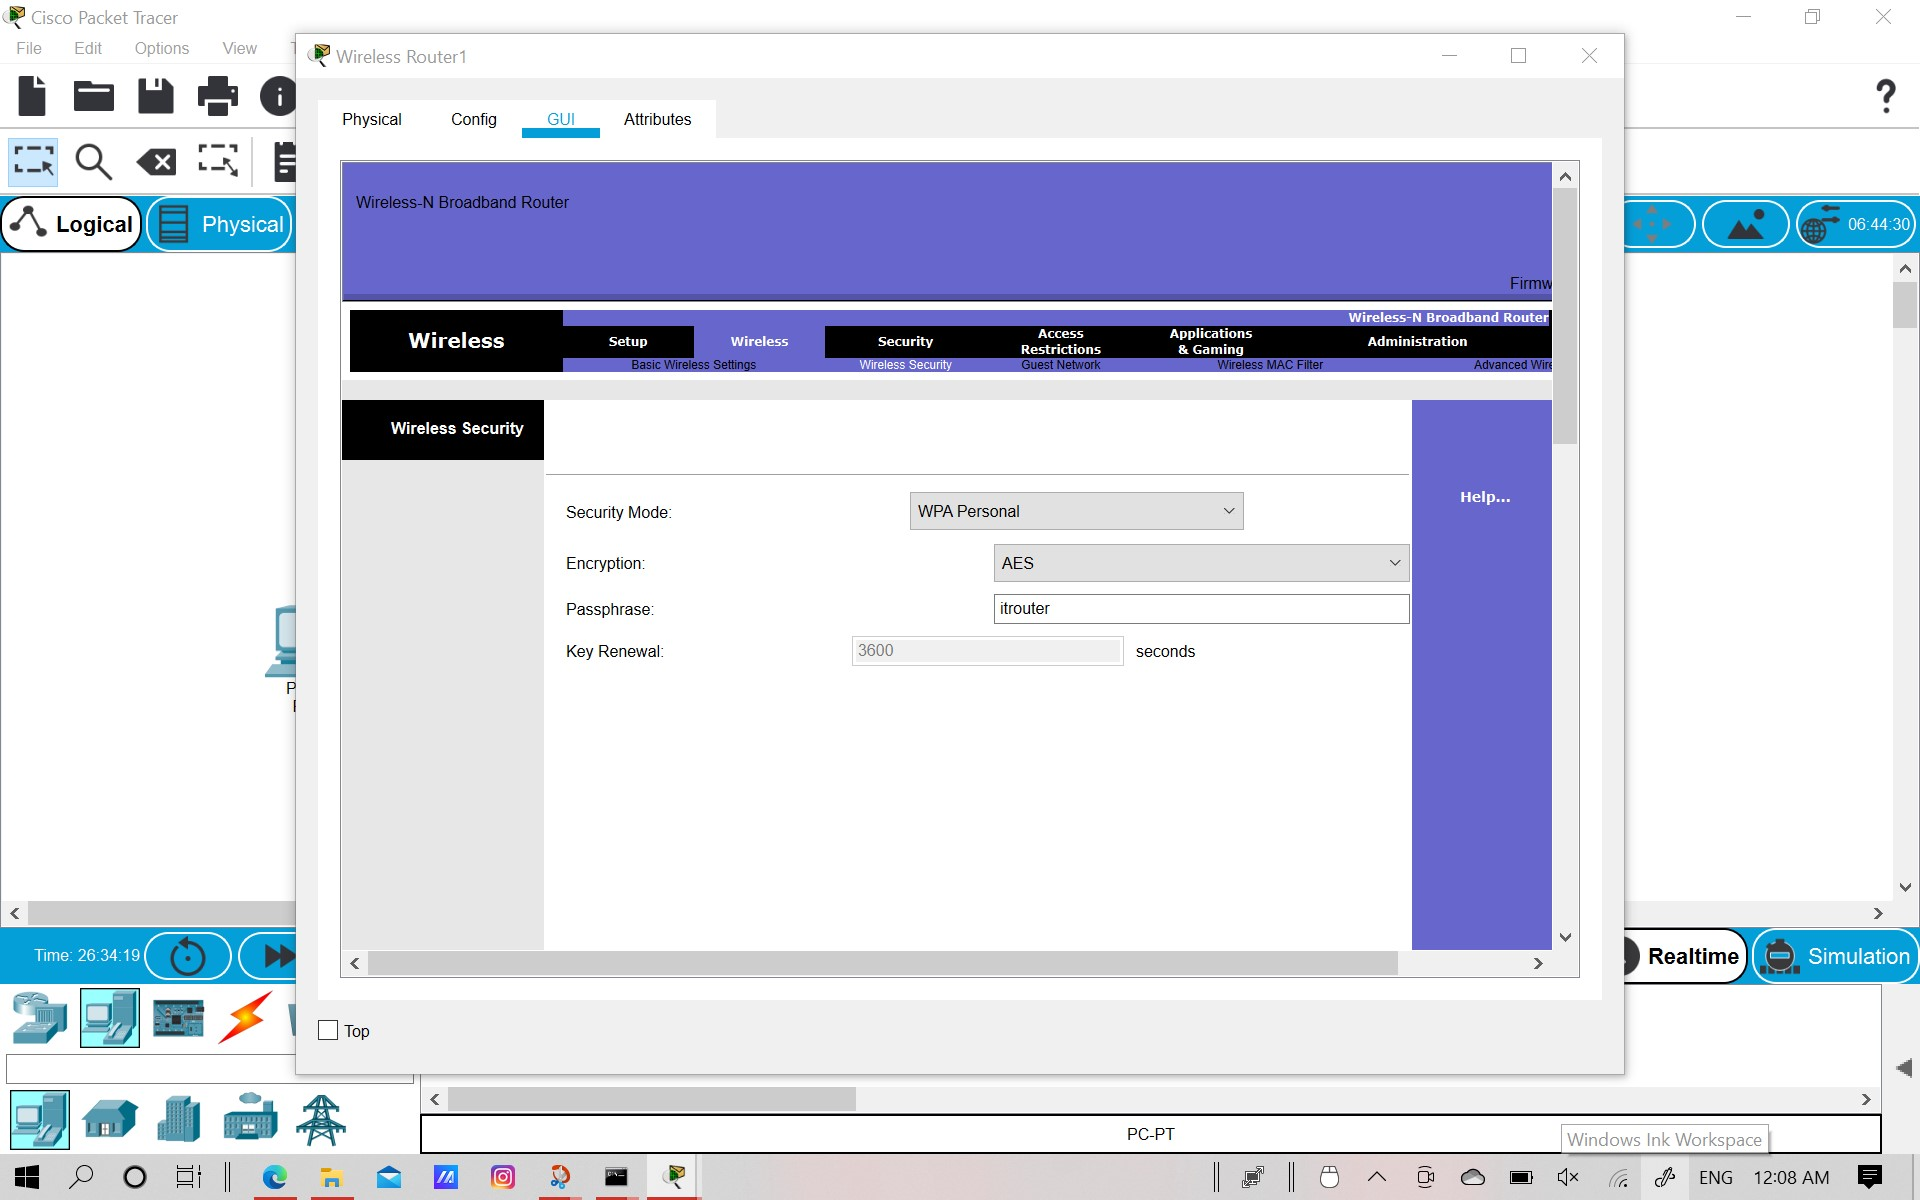 Cisco Packet Tracer
File Edit Options View
Wireless Router1
Physical Config GUI Attributes
Logical
Physical
06:44:30
Wireless-N Broadband Router
Firmw
Wireless-N Broadband Router
Wireless
Setup Wireless Security Access Restrictions Applications & Gaming Administration
Basic Wireless Settings Wireless Security Guest Network Wireless MAC Filter Advanced Wire
Wireless Security
Help...
Security Mode: WPA Personal
Encryption: AES
Passphrase: itrouter
Key Renewal: 3600 seconds
Time: 26:34:19
Realtime
Simulation
Top
PC-PT
Windows Ink Workspace
ENG 12:08 AM